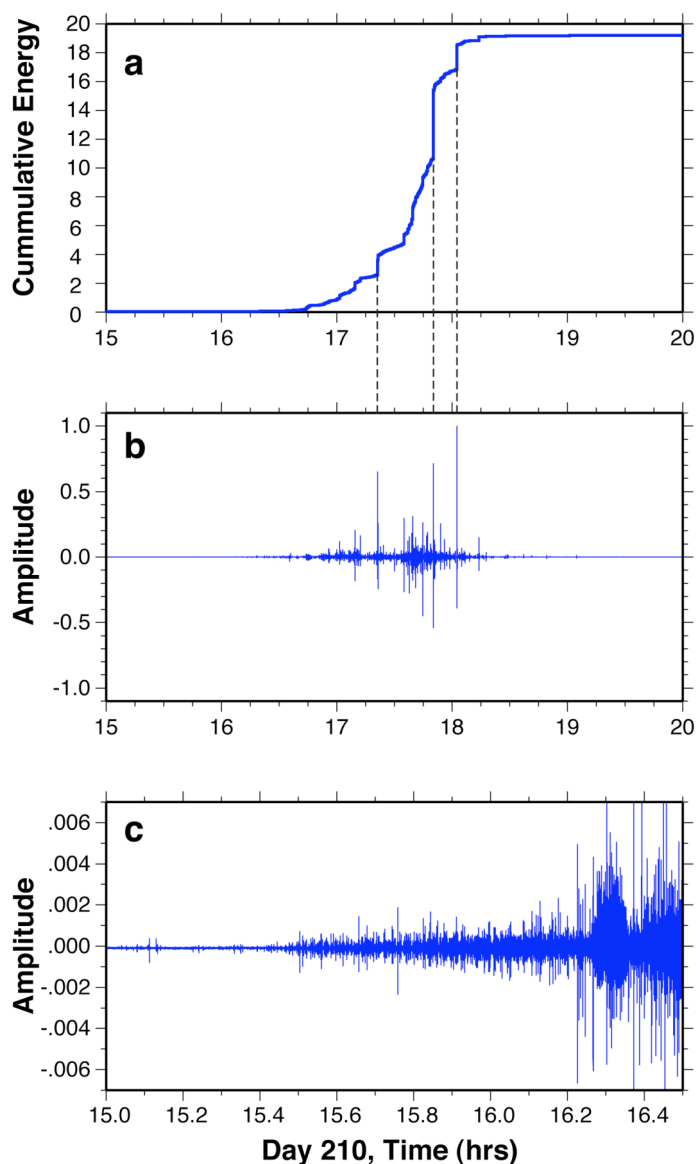 a
Cummulative Energy
20
18
16
14
12
10
8
6
4
2
0
15 16 17 19 20
b
Amplitude
1.0
0.5
0.0
-0.5
-1.0
15 16 17 18 19 20
c
Amplitude
.006
.004
.002
.000
-.002
-.004
-.006
15.0 15.2 15.4 15.6 15.8 16.0 16.2 16.4
Day 210, Time (hrs)